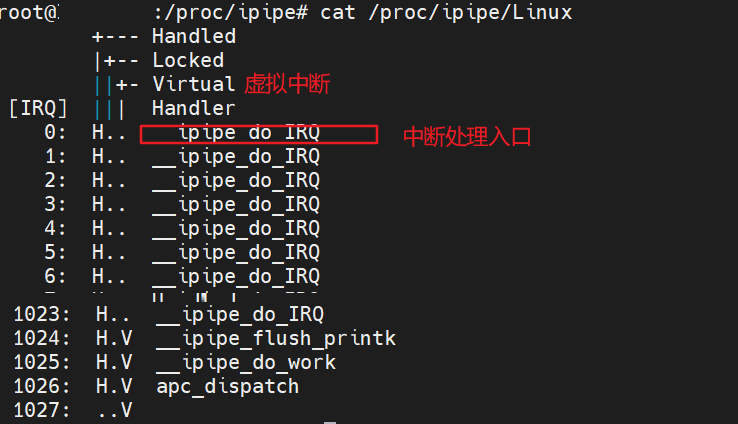 root@I :/proc/ipipe# cat /proc/ipipe/Linux
+--- Handled
|+-- Locked
||+- Virtual 虚拟中断
[IRQ] ||| Handler
0: H.. __ipipe_do_IRQ 中断处理入口
1: H.. __ipipe_do_IRQ
2: H.. __ipipe_do_IRQ
3: H.. __ipipe_do_IRQ
4: H.. __ipipe_do_IRQ
5: H.. __ipipe_do_IRQ
6: H.. __ipipe_do_IRQ
1023: H.. __ipipe_do_IRQ
1024: H.V __ipipe_flush_printk
1025: H.V __ipipe_do_work
1026: H.V apc_dispatch
1027: ..V